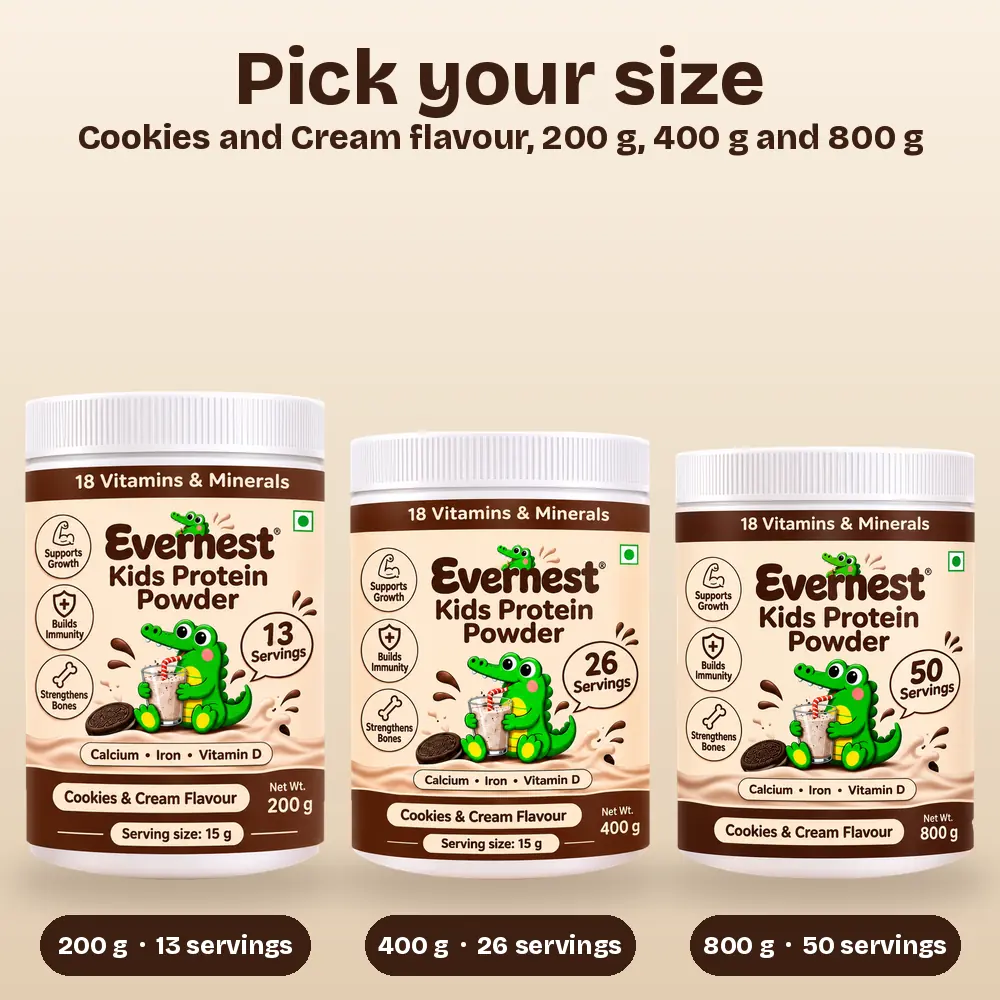 Pick your size
Cookies and Cream flavour, 200 g, 400 g and 800 g
18 Vitamins & Minerals
Supports
Growth
Builds
Immunity
Strengthens
Bones
Evernest®
Kids Protein
Powder
13
Servings
Calcium • Iron • Vitamin D
Cookies & Cream Flavour
Net Wt.
200 g
Serving size: 15 g
18 Vitamins & Minerals
Supports
Growth
Builds
Immunity
Strengthens
Bones
Evernest®
Kids Protein
Powder
26
Servings
Calcium • Iron • Vitamin D
Cookies & Cream Flavour
Net Wt.
400 g
Serving size: 15 g
18 Vitamins & Minerals
Supports
Growth
Builds
Immunity
Strengthens
Bones
Evernest®
Kids Protein
Powder
50
Servings
Calcium • Iron • Vitamin D
Cookies & Cream Flavour
Net Wt.
800 g
200 g · 13 servings
400 g · 26 servings
800 g · 50 servings